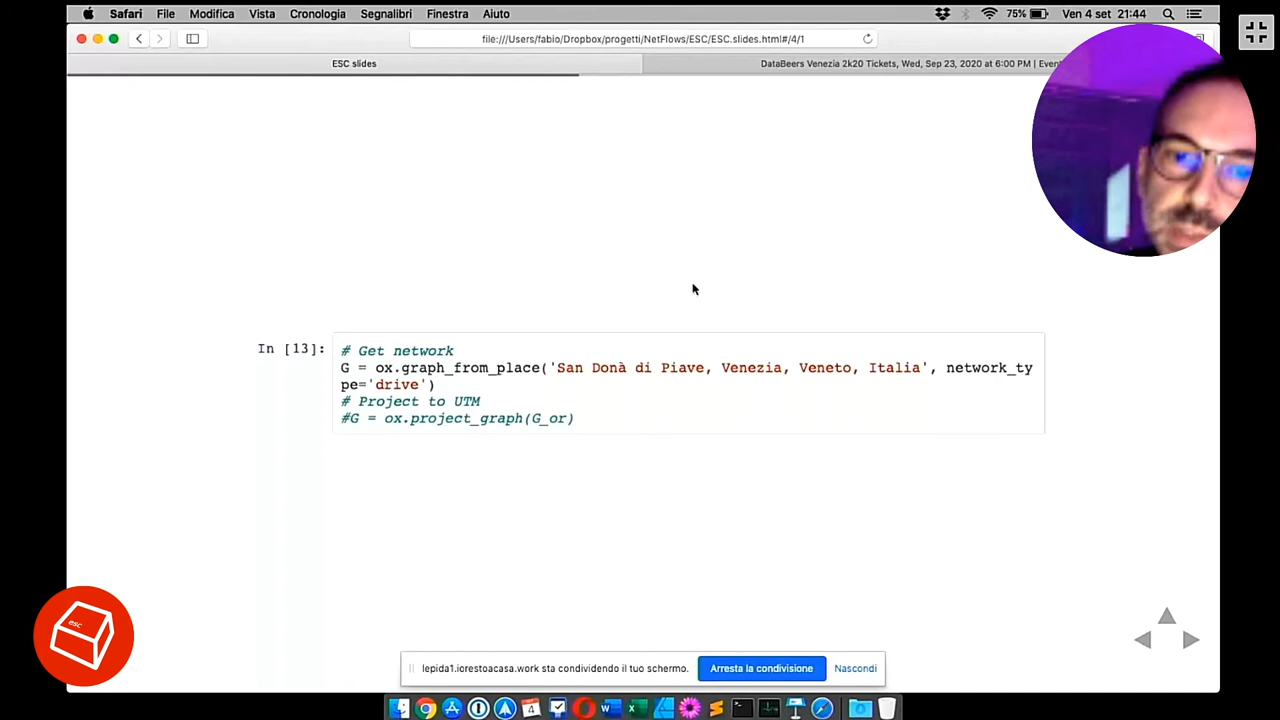 Safari File Modifica Vista Cronologia Segnalibri Finestra Aiuto 75% Ven 4 set 21:44
file:///Users/fabio/Dropbox/progetti/NetFlows/ESC/ESC.slides.html#/4/1
ESC slides
DataBeers Venezia 2k20 Tickets, Wed, Sep 23, 2020 at 6:00 PM | Event
In [13]:
# Get network
G = ox.graph_from_place('San Donà di Piave, Venezia, Veneto, Italia', network_ty
pe='drive')
# Project to UTM
#G = ox.project_graph(G_or)
esc
lepida1.iorestoacasa.work sta condividendo il tuo schermo.
Arresta la condivisione
Nascondi
4